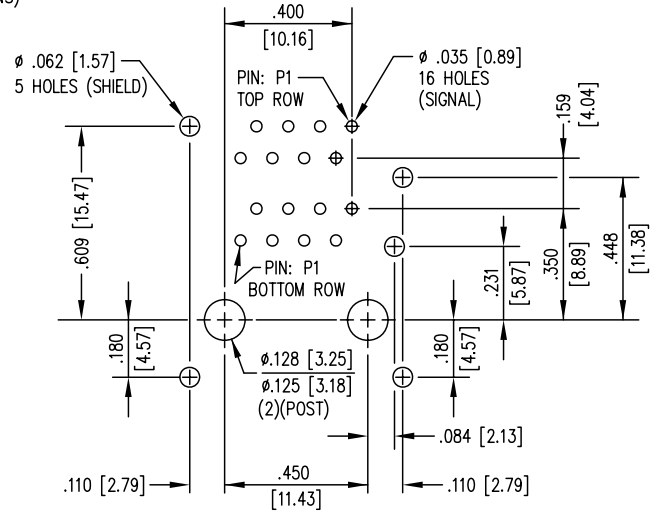 .400
[10.16]
ø .062 [1.57]
5 HOLES (SHIELD)
PIN: P1
TOP ROW
ø .035 [0.89]
16 HOLES
(SIGNAL)
.159
[4.04]
.609 [15.47]
.448
[11.38]
.350
[8.89]
.231
[5.87]
PIN: P1
BOTTOM ROW
.180
[4.57]
ø.128 [3.25]
ø.125 [3.18]
(2)(POST)
.180
[4.57]
.084 [2.13]
.110 [2.79]
.450
[11.43]
.110 [2.79]